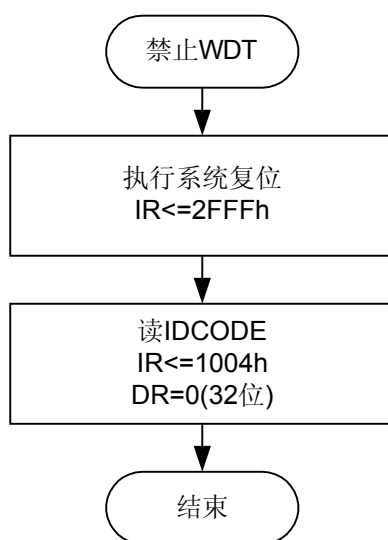 禁止WDT
执行系统复位
IR<=2FFFh
读IDCODE
IR<=1004h
DR=0(32位)
结束